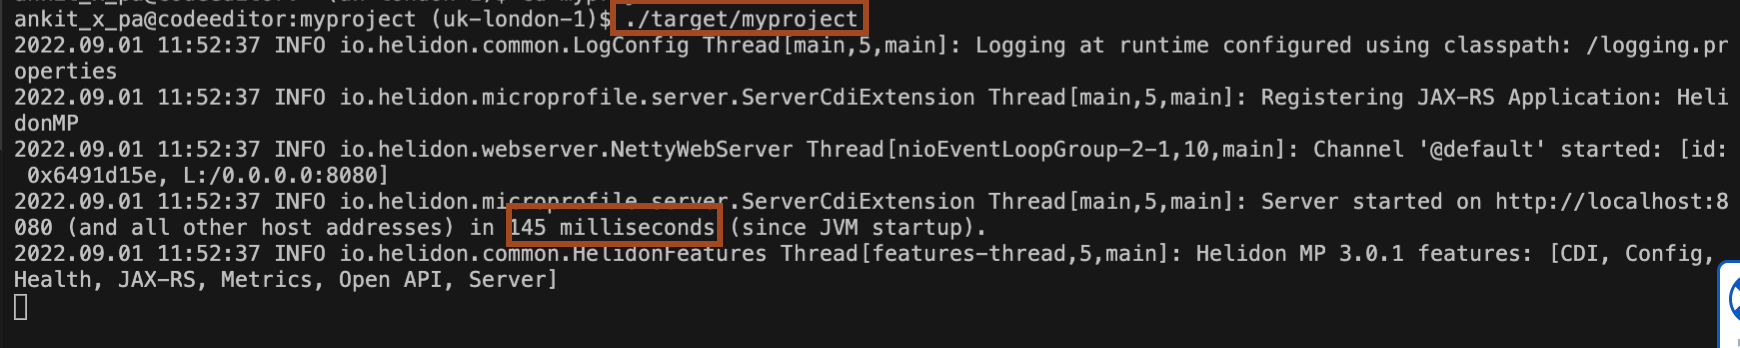 ankit_x_pa@codeeditor:myproject (uk-london-1)$ ./target/myproject
2022.09.01 11:52:37 INFO io.helidon.common.LogConfig Thread[main,5,main]: Logging at runtime configured using classpath: /logging.pr
operties
2022.09.01 11:52:37 INFO io.helidon.microprofile.server.ServerCdiExtension Thread[main,5,main]: Registering JAX-RS Application: Heli
donMP
2022.09.01 11:52:37 INFO io.helidon.webserver.NettyWebServer Thread[nioEventLoopGroup-2-1,10,main]: Channel '@default' started: [id:
 0x6491d15e, L:/0.0.0.0:8080]
2022.09.01 11:52:37 INFO io.helidon.microprofile.server.ServerCdiExtension Thread[main,5,main]: Server started on http://localhost:8
080 (and all other host addresses) in 145 milliseconds (since JVM startup).
2022.09.01 11:52:37 INFO io.helidon.common.HelidonFeatures Thread[features-thread,5,main]: Helidon MP 3.0.1 features: [CDI, Config,
Health, JAX-RS, Metrics, Open API, Server]